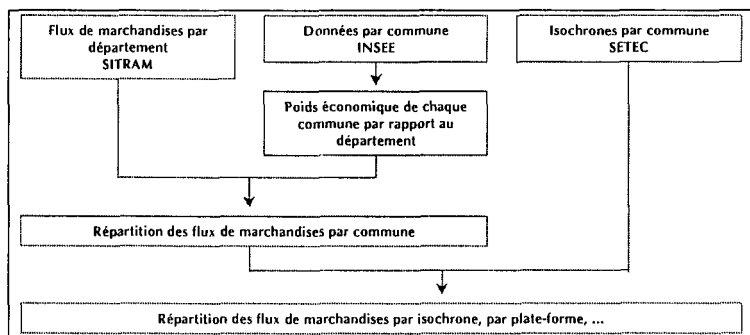 Flux de marchandises par
département
SITRAM
Données par commune
INSEE
Isochrones par commune
SETEC
Poids économique de chaque
commune par rapport au
département
Répartition des flux de marchandises par commune
Répartition des flux de marchandises par isochrone, par plate-forme, ...